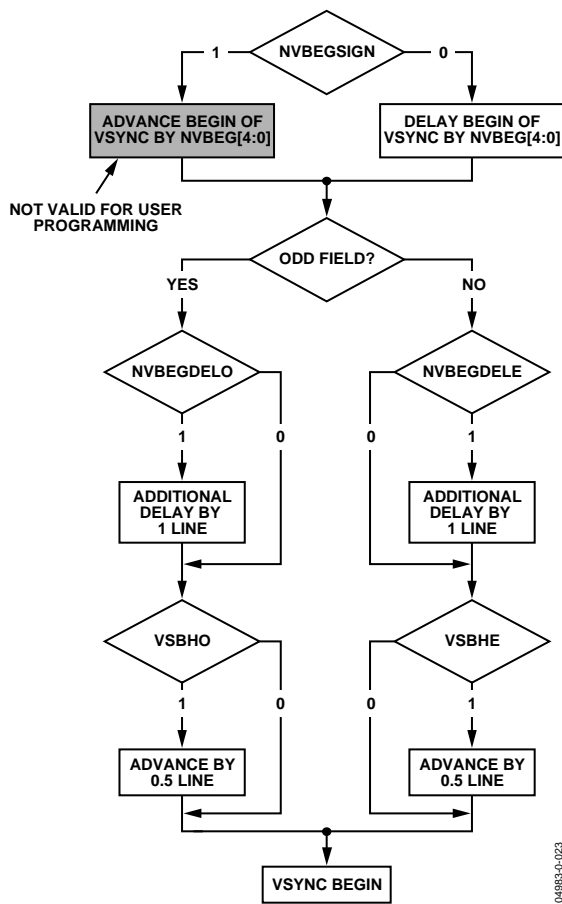 NVBEGSIGN
1
0
ADVANCE BEGIN OF
VSYNC BY NVBEG[4:0]
DELAY BEGIN OF
VSYNC BY NVBEG[4:0]
NOT VALID FOR USER
PROGRAMMING
ODD FIELD?
YES
NO
NVBEGDELO
NVBEGDELE
1
0
0
1
ADDITIONAL
DELAY BY
1 LINE
ADDITIONAL
DELAY BY
1 LINE
VSBHO
VSBHE
1
0
0
1
ADVANCE BY
0.5 LINE
ADVANCE BY
0.5 LINE
VSYNC BEGIN
04983-0-023